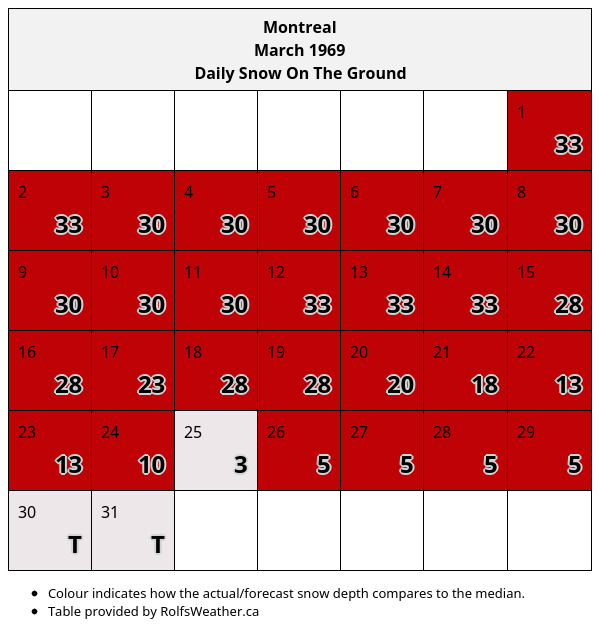 Montreal
March 1969
Daily Snow On The Ground
1
33
2 3 4 5 6 7 8
33 30 30 30 30 30 30
9 10 11 12 13 14 15
30 30 30 33 33 33 28
16 17 18 19 20 21 22
28 23 28 28 20 18 13
23 24 25 26 27 28 29
13 10 3 5 5 5 5
30 31
T T
• Colour indicates how the actual/forecast snow depth compares to the median.
• Table provided by RolfsWeather.ca